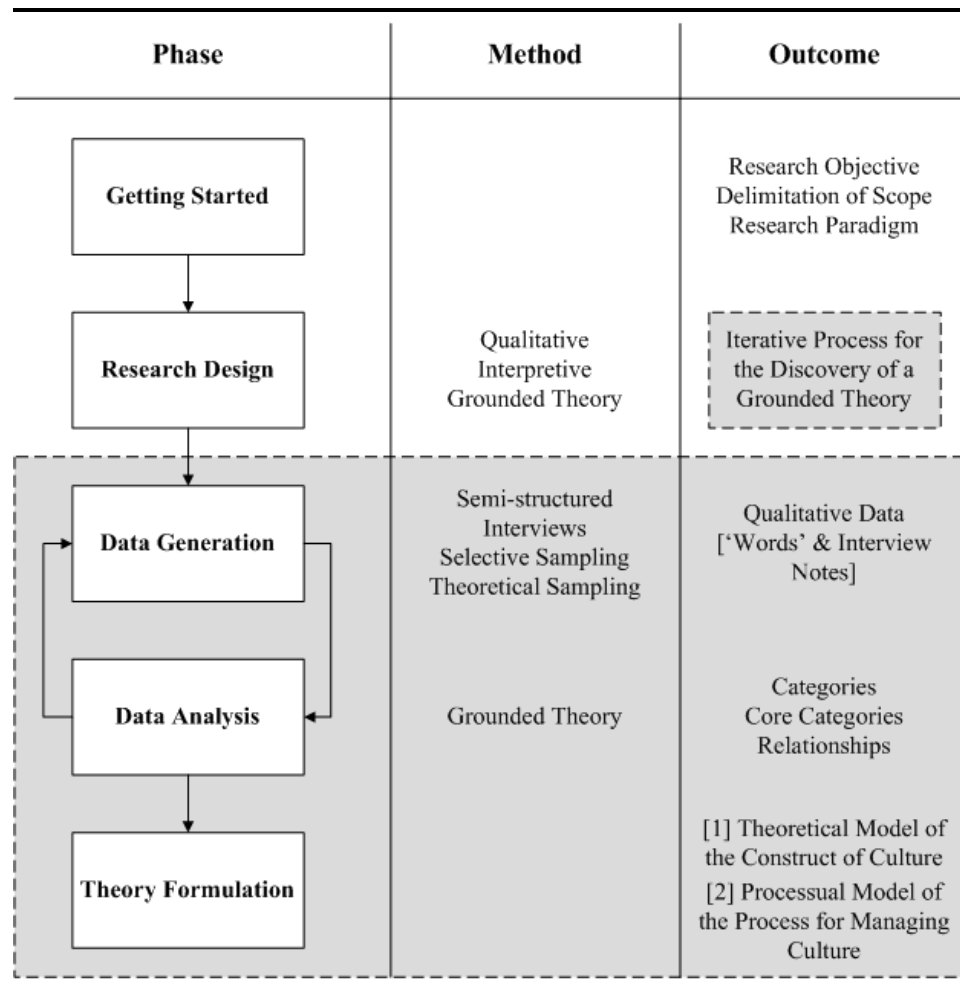 Phase
Method
Outcome
Getting Started
Research Objective
Delimitation of Scope
Research Paradigm
Research Design
Qualitative
Interpretive
Grounded Theory
Iterative Process for
the Discovery of a
Grounded Theory
Data Generation
Semi-structured
Interviews
Selective Sampling
Theoretical Sampling
Qualitative Data
[‘Words’ & Interview
Notes]
Data Analysis
Grounded Theory
Categories
Core Categories
Relationships
Theory Formulation
[1] Theoretical Model of
the Construct of Culture
[2] Processual Model of
the Process for Managing
Culture